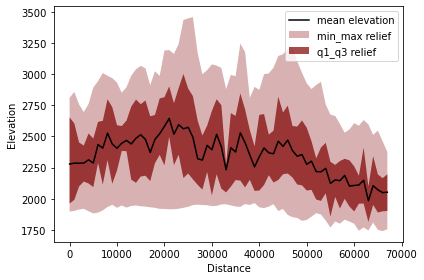 mean elevation
min_max relief
q1_q3 relief
Elevation
3500
3250
3000
2750
2500
2250
2000
1750
0 10000 20000 30000 40000 50000 60000 70000
Distance